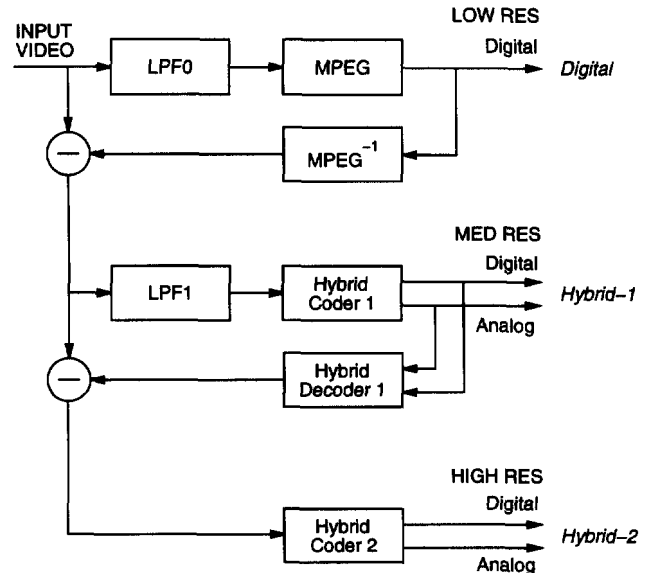 LOW RES
INPUT
VIDEO
LPF0
MPEG
Digital
Digital
MPEG⁻¹
MED RES
Digital
LPF1
Hybrid
Coder 1
Hybrid–1
Analog
Hybrid
Decoder 1
HIGH RES
Digital
Hybrid
Coder 2
Hybrid–2
Analog